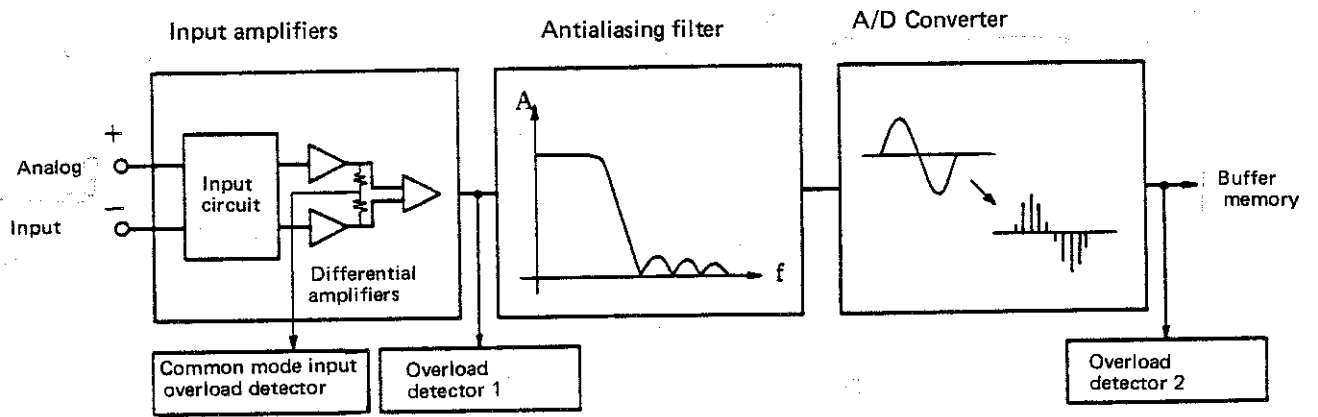 Input amplifiers
Antialiasing filter
A/D Converter
+
Analog
−
Input
Input
circuit
Differential
amplifiers
A
f
Buffer
memory
Common mode input
overload detector
Overload
detector 1
Overload
detector 2